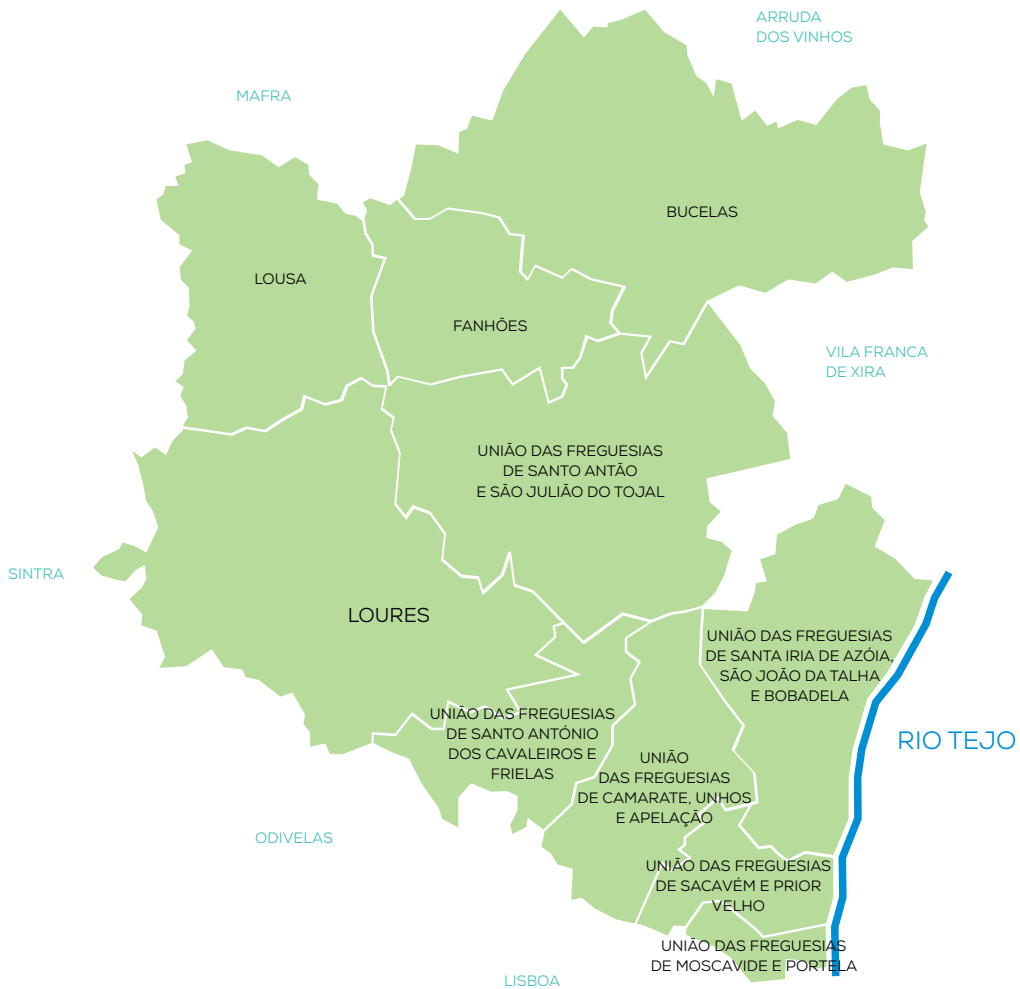 ARRUDA
DOS VINHOS
MAFRA
BUCELAS
LOUSA
FANHÕES
VILA FRANCA
DE XIRA
UNIÃO DAS FREGUESIAS
DE SANTO ANTÃO
E SÃO JULIÃO DO TOJAL
SINTRA
LOURES
UNIÃO DAS FREGUESIAS
DE SANTA IRIA DE AZÓIA,
SÃO JOÃO DA TALHA
E BOBADELA
UNIÃO DAS FREGUESIAS
DE SANTO ANTÓNIO
DOS CAVALEIROS E
FRIELAS
RIO TEJO
UNIÃO
DAS FREGUESIAS
DE CAMARATE, UNHOS
E APELAÇÃO
ODIVELAS
UNIÃO DAS FREGUESIAS
DE SACAVÉM E PRIOR
VELHO
UNIÃO DAS FREGUESIAS
DE MOSCAVIDE E PORTELA
LISBOA